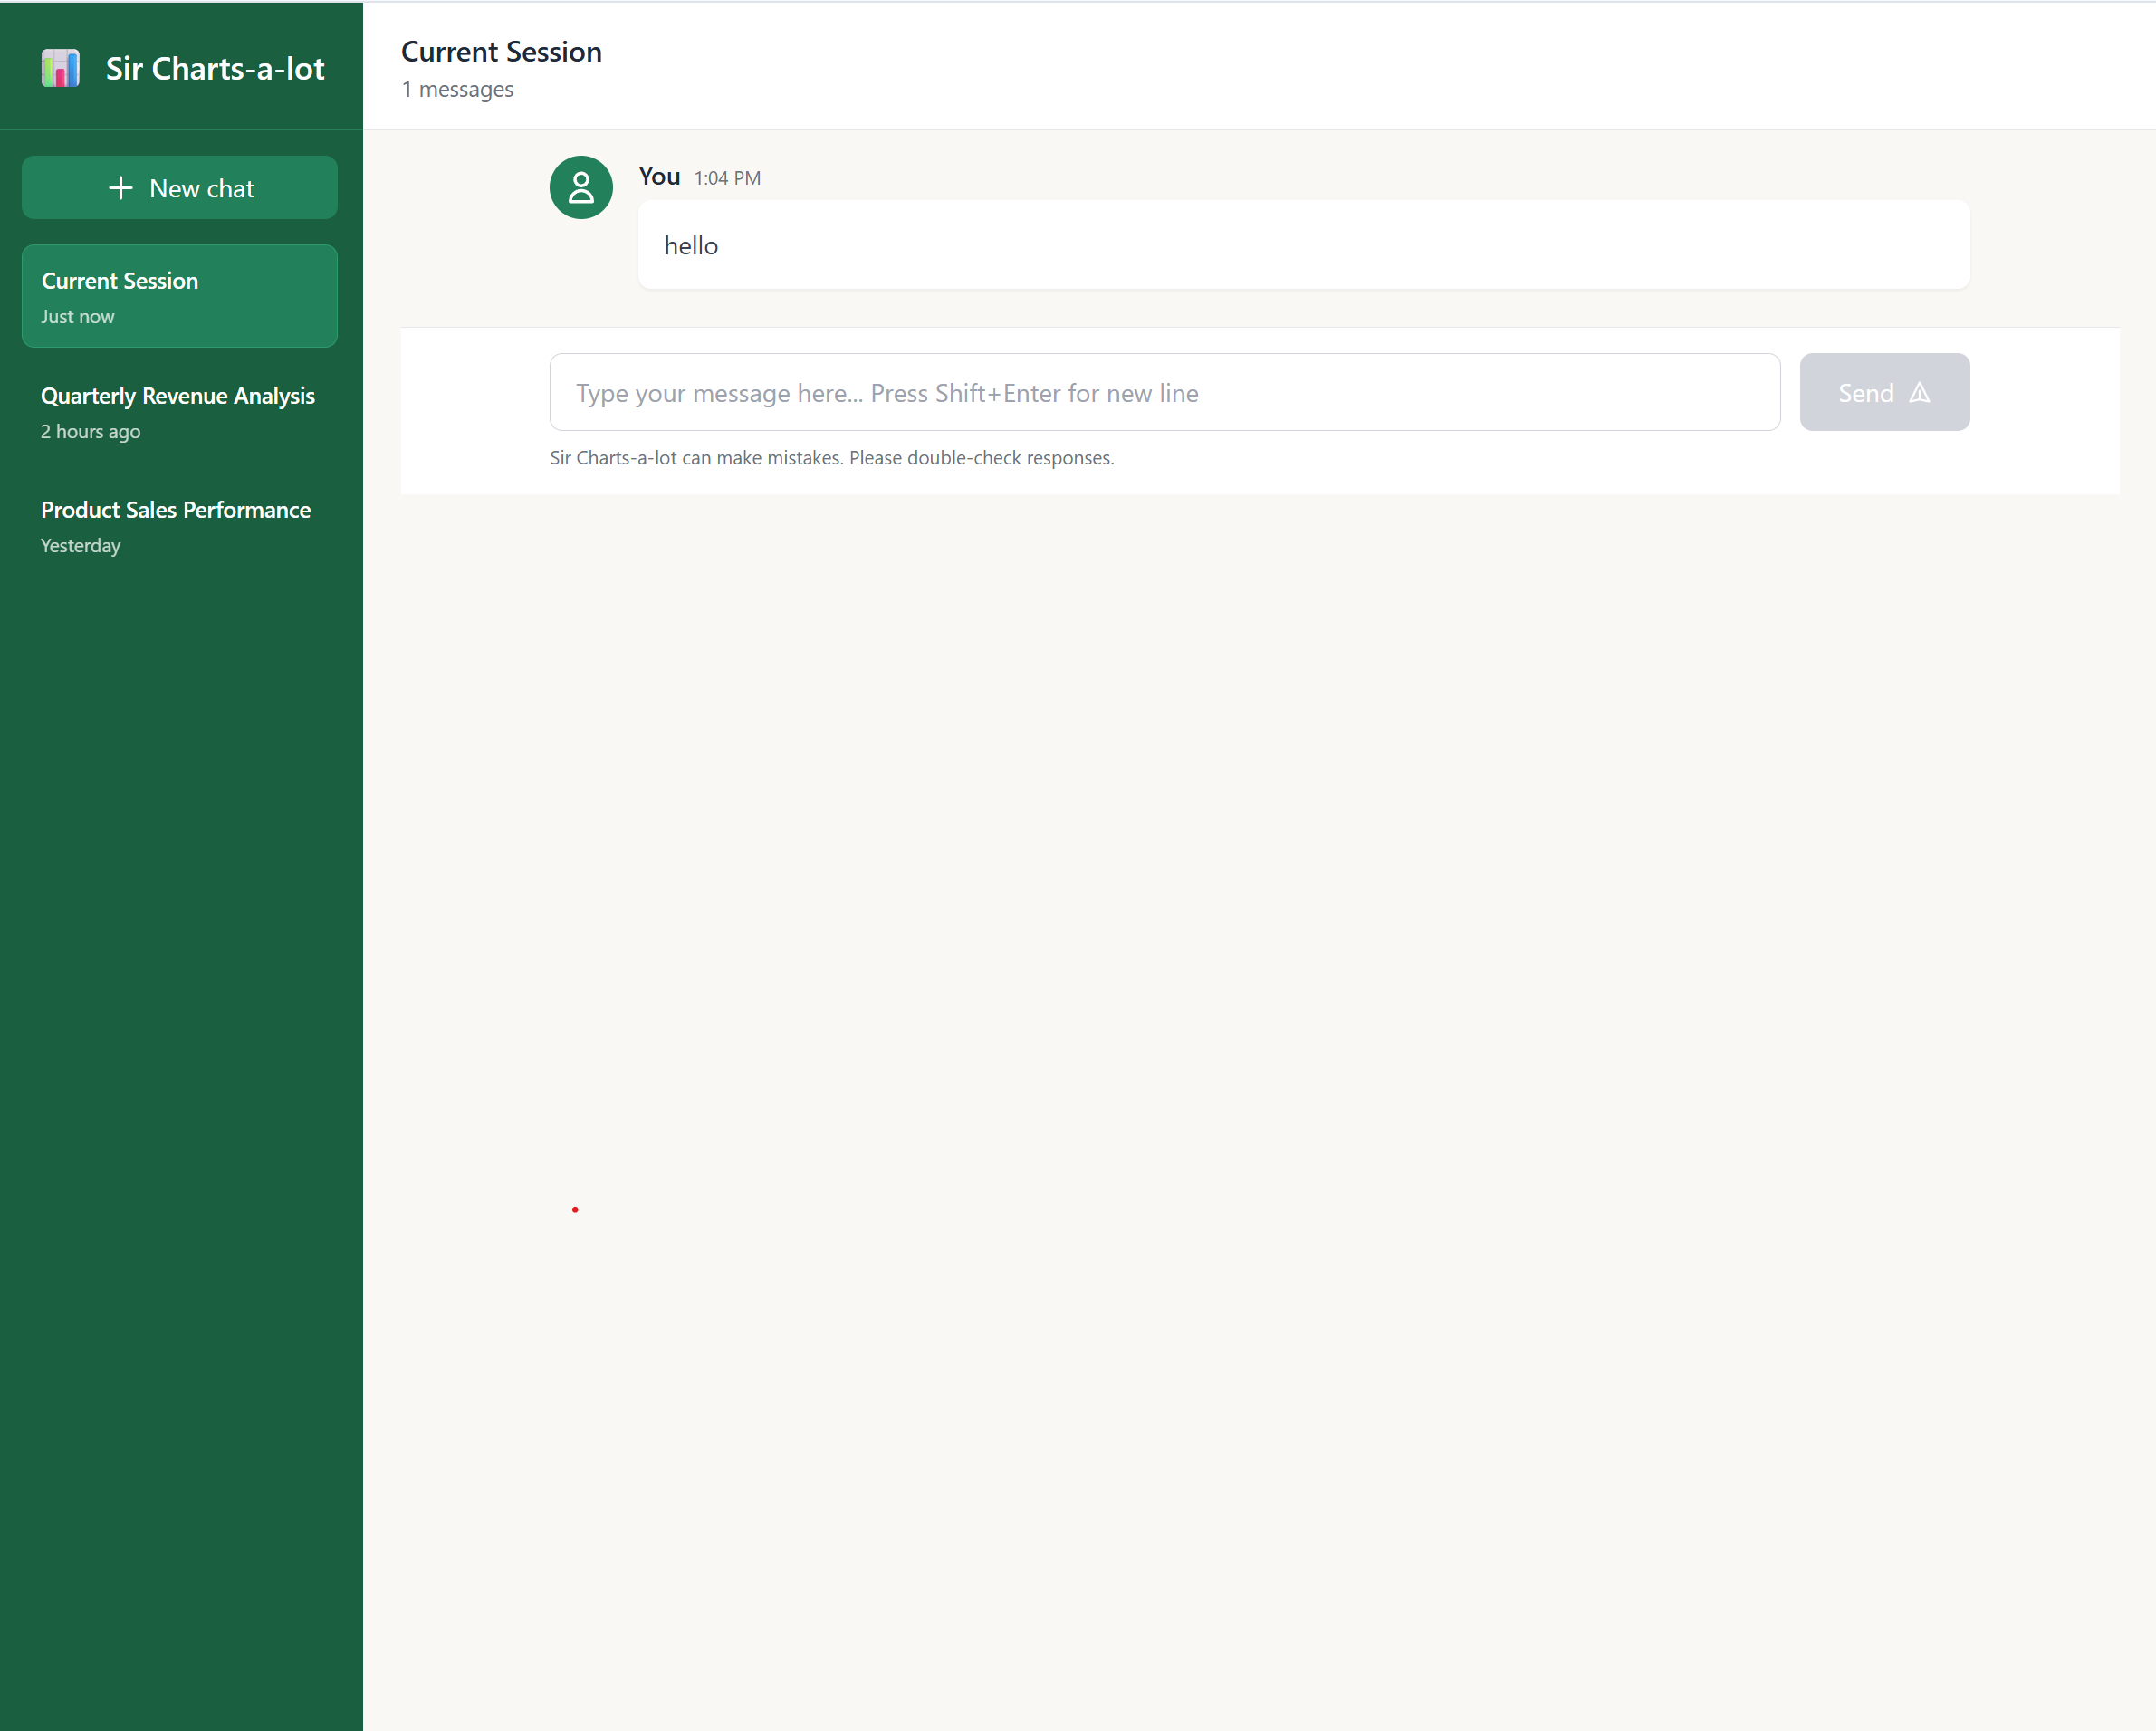 Sir Charts-a-lot
New chat
Current Session
Just now
Quarterly Revenue Analysis
2 hours ago
Product Sales Performance
Yesterday
Current Session
1 messages
You 1:04 PM
hello
Type your message here... Press Shift+Enter for new line
Send
Sir Charts-a-lot can make mistakes. Please double-check responses.